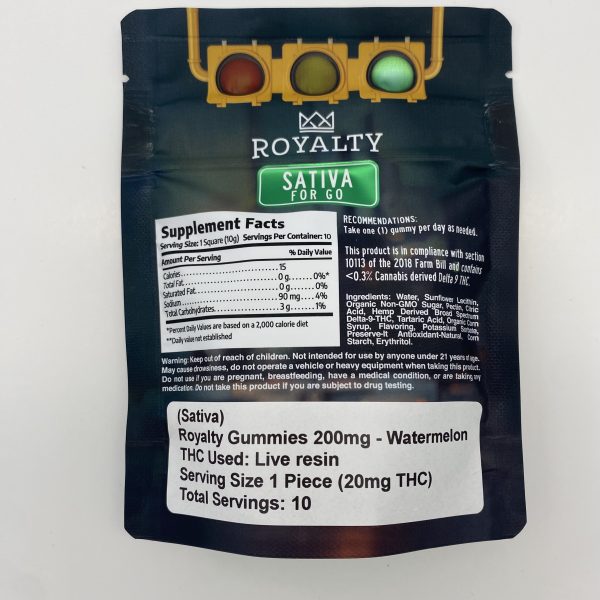 ROYALTY
SATIVA
FOR GO
Supplement Facts
Serving Size: 1 Square (10g) Servings Per Container: 10
Amount Per Serving % Daily Value
Calories 15
Total Fat 0 g 0%*
Saturated Fat 0 g 0%
Sodium 90 mg 4%
*Total Carbohydrates 3 g 1%
*Percent Daily Values are based on a 2,000 calorie diet
**Daily value not established
RECOMMENDATIONS:
Take one (1) gummy per day as needed.
This product is in compliance with section
10113 of the 2018 Farm Bill and contains
<0.3% Cannabis derived Delta 9 THC.
Ingredients: Water, Sunflower Lecithin,
Organic Non-GMO Sugar, Pectin, Citric
Acid, Hemp Derived Broad Spectrum
Delta-9-THC, Tartaric Acid, Organic Corn
Syrup, Flavoring, Potassium Sorbate,
Preserve-It Antioxidant-Natural, Corn
Starch, Erythritol.
Warning: Keep out of reach of children. Not intended for use by anyone under 21 years of age.
May cause drowsiness, do not operate a vehicle or heavy equipment when taking this product.
Do not use if you are pregnant, breastfeeding, have a medical condition, or are taking any
medication. Do not take this product if you are subject to drug testing.
(Sativa)
Royalty Gummies 200mg - Watermelon
THC Used: Live resin
Serving Size 1 Piece (20mg THC)
Total Servings: 10